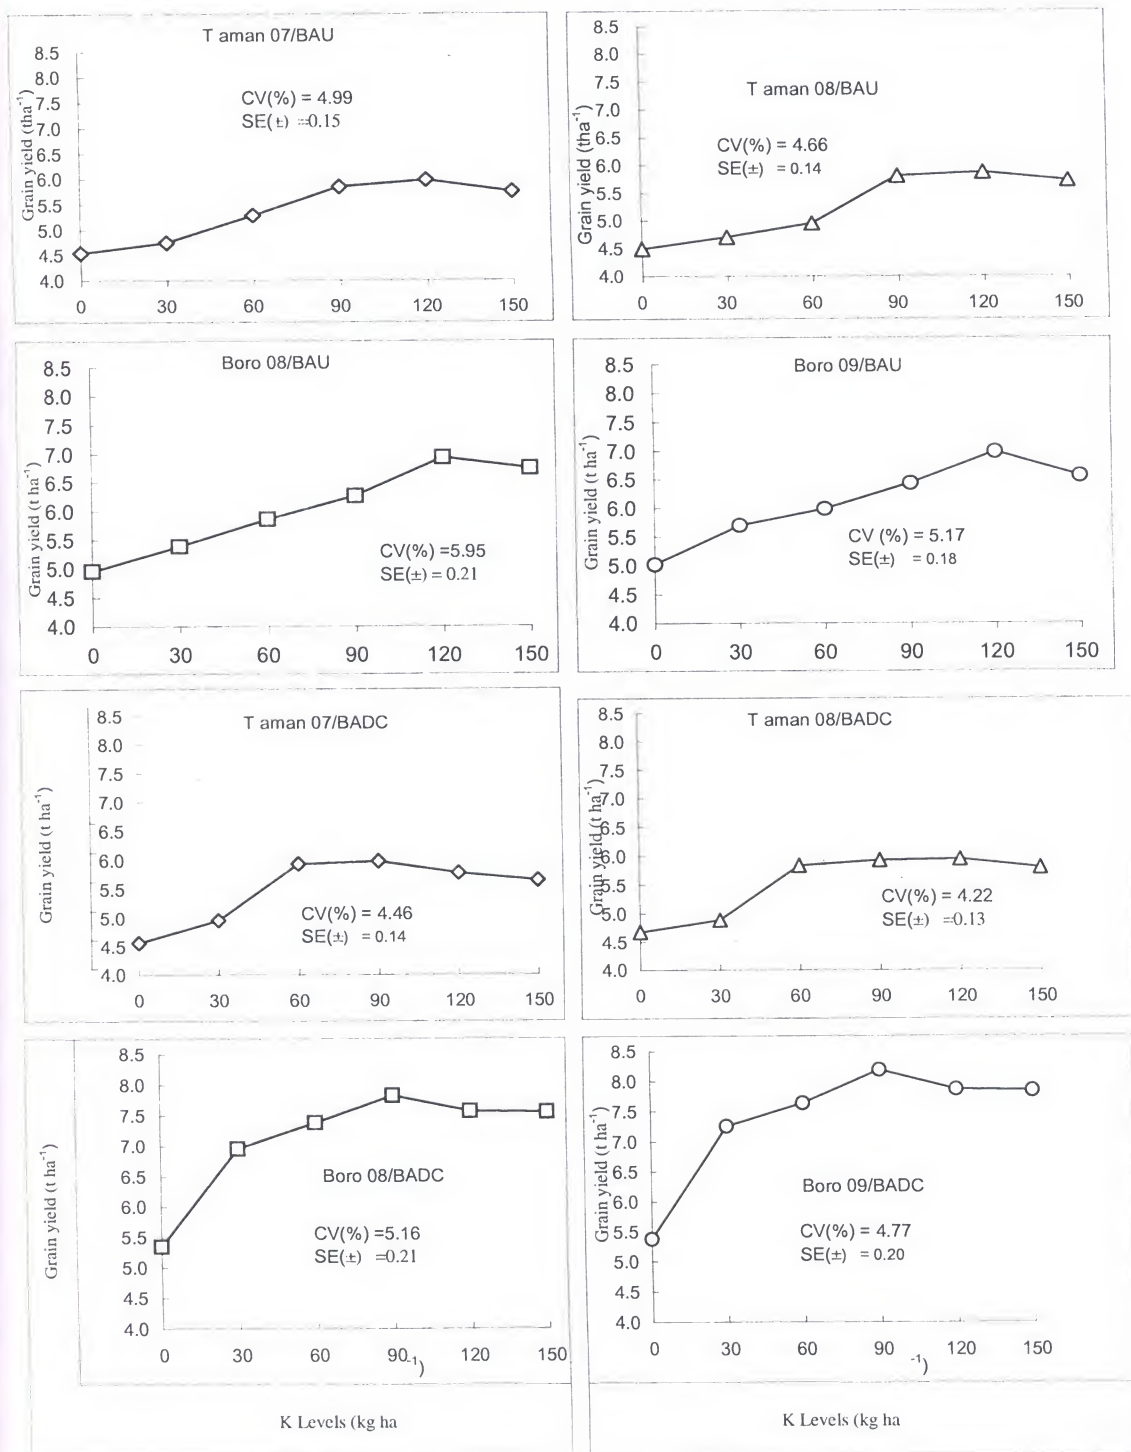 T aman 07/BAU
CV(%) = 4.99
SE(±) =0.15
Grain yield (tha-1)
8.5
8.0
7.5
7.0
6.5
6.0
5.5
5.0
4.5
4.0
0 30 60 90 120 150
T aman 08/BAU
CV(%) = 4.66
SE(±) = 0.14
Grain yield (tha-1)
8.5
8.0
7.5
7.0
6.5
6.0
5.5
5.0
4.5
4.0
0 30 60 90 120 150
Boro 08/BAU
CV(%) =5.95
SE(±) = 0.21
Grain yield (t ha-1)
8.5
8.0
7.5
7.0
6.5
6.0
5.5
5.0
4.5
4.0
0 30 60 90 120 150
Boro 09/BAU
CV (%) = 5.17
SE(±) = 0.18
Grain yield (t ha-1)
8.5
8.0
7.5
7.0
6.5
6.0
5.5
5.0
4.5
4.0
0 30 60 90 120 150
T aman 07/BADC
CV(%) = 4.46
SE(±) = 0.14
Grain yield (t ha-1)
8.5
8.0
7.5
7.0
6.5
6.0
5.5
5.0
4.5
4.0
0 30 60 90 120 150
T aman 08/BADC
CV(%) = 4.22
SE(±) =0.13
Grain yield (t ha-1)
8.5
8.0
7.5
7.0
6.5
6.0
5.5
5.0
4.5
4.0
0 30 60 90 120 150
Boro 08/BADC
CV(%) =5.16
SE(±) =0.21
Grain yield (t ha-1)
8.5
8.0
7.5
7.0
6.5
6.0
5.5
5.0
4.5
4.0
0 30 60 90 120 150
-1)
K Levels (kg ha
Boro 09/BADC
CV(%) = 4.77
SE(±) = 0.20
Grain yield (t ha-1)
8.5
8.0
7.5
7.0
6.5
6.0
5.5
5.0
4.5
4.0
0 30 60 90 120 150
-1)
K Levels (kg ha